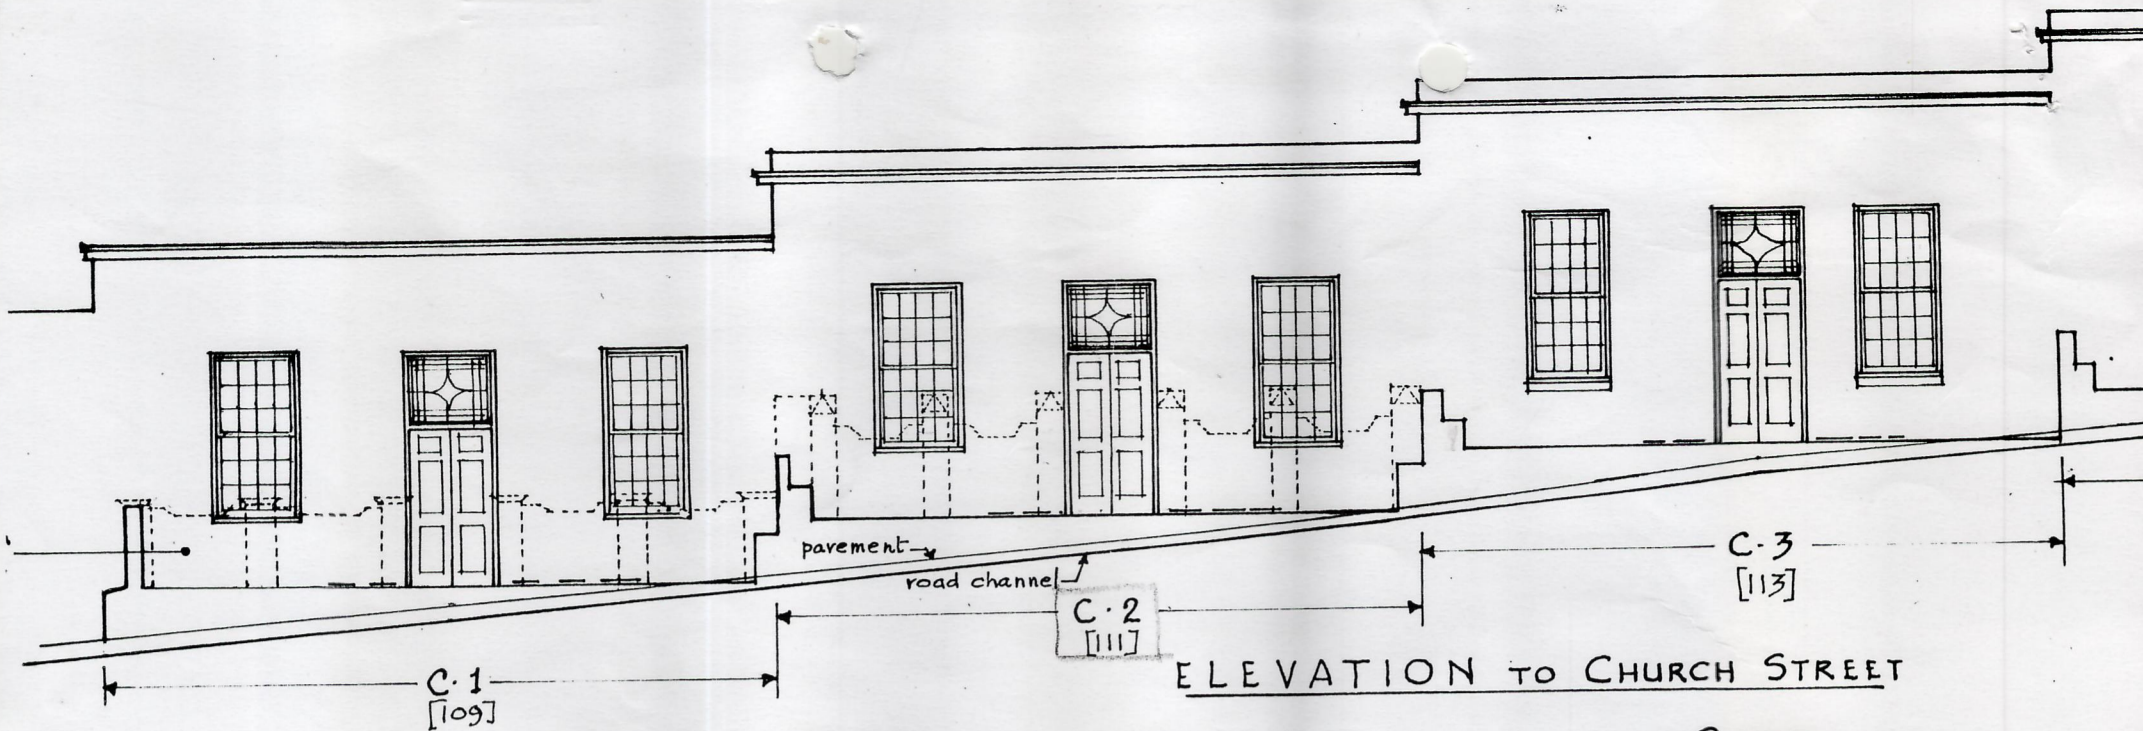 pavement
road channel
C·3
[113]
C·2
[111]
ELEVATION TO CHURCH STREET
C·1
[109]